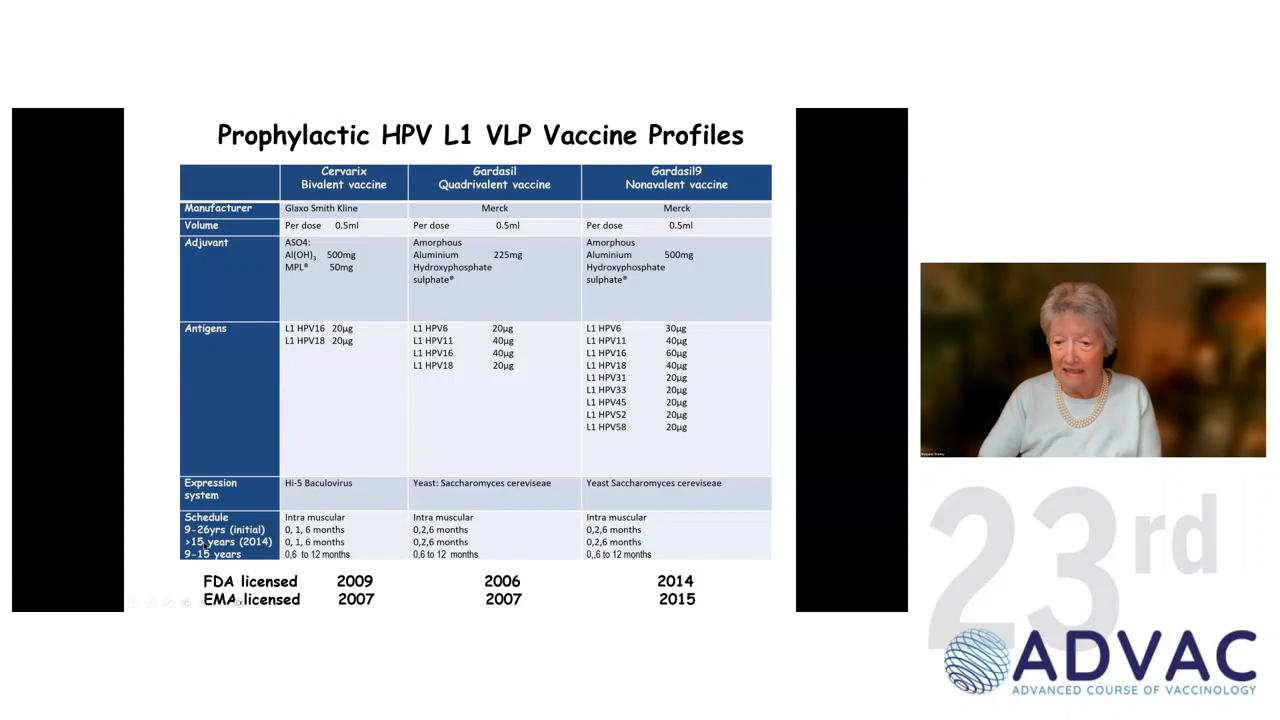 Prophylactic HPV L1 VLP Vaccine Profiles
Cervarix
Bivalent vaccine
Gardasil
Quadrivalent vaccine
Gardasil9
Nonavalent vaccine
Manufacturer Glaxo Smith Kline Merck Merck
Volume Per dose 0.5ml Per dose 0.5ml Per dose 0.5ml
Adjuvant
ASO4:
Al(OH)3 500mg
MPL® 50mg
Amorphous
Aluminium 225mg
Hydroxyphosphate
sulphate®
Amorphous
Aluminium 500mg
Hydroxyphosphate
sulphate®
Antigens
L1 HPV16 20µg
L1 HPV18 20µg
L1 HPV6 20µg
L1 HPV11 40µg
L1 HPV16 40µg
L1 HPV18 20µg
L1 HPV6 30µg
L1 HPV11 40µg
L1 HPV16 60µg
L1 HPV18 40µg
L1 HPV31 20µg
L1 HPV33 20µg
L1 HPV45 20µg
L1 HPV52 20µg
L1 HPV58 20µg
Expression
system
Hi-5 Baculovirus
Yeast: Saccharomyces cereviseae
Yeast Saccharomyces cereviseae
Schedule Intra muscular Intra muscular Intra muscular
9-26yrs (initial) 0, 1, 6 months 0,2,6 months 0,2,6 months
>15 years (2014) 0, 1, 6 months 0,2,6 months 0,2,6 months
9-15 years 0,6 to 12 months 0,6 to 12 months 0,,6 to 12 months
FDA licensed 2009 2006 2014
EMA licensed 2007 2007 2015
Margaret Stanley
23rd
ADVAC
ADVANCED COURSE OF VACCINOLOGY